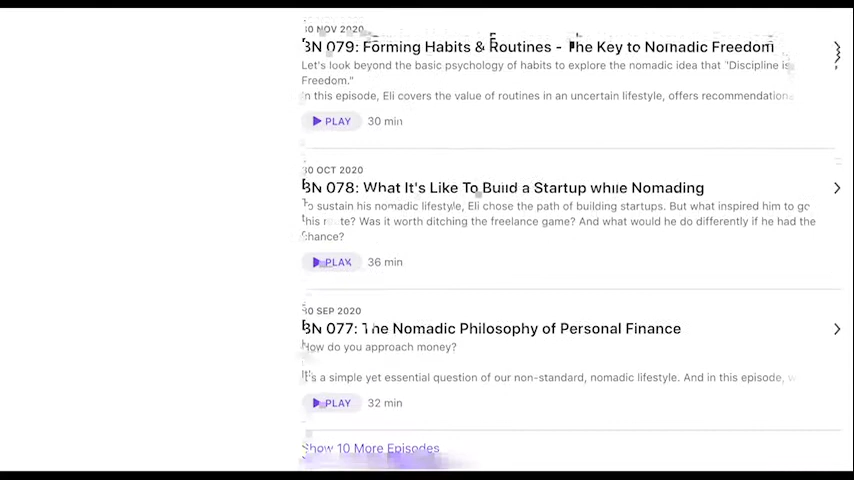 30 NOV 2020
BN 079: Forming Habits & Routines - The Key to Nomadic Freedom
Let's look beyond the basic psychology of habits to explore the nomadic idea that "Discipline is
Freedom."
In this episode, Eli covers the value of routines in an uncertain lifestyle, offers recommendation
PLAY 30 min
30 OCT 2020
BN 078: What It's Like To Build a Startup while Nomading
To sustain his nomadic lifestyle, Eli chose the path of building startups. But what inspired him to go
this route? Was it worth ditching the freelance game? And what would he do differently if he had the
chance?
PLAY 36 min
30 SEP 2020
BN 077: The Nomadic Philosophy of Personal Finance
How do you approach money?
It's a simple yet essential question of our non-standard, nomadic lifestyle. And in this episode, w
PLAY 32 min
Show 10 More Episodes